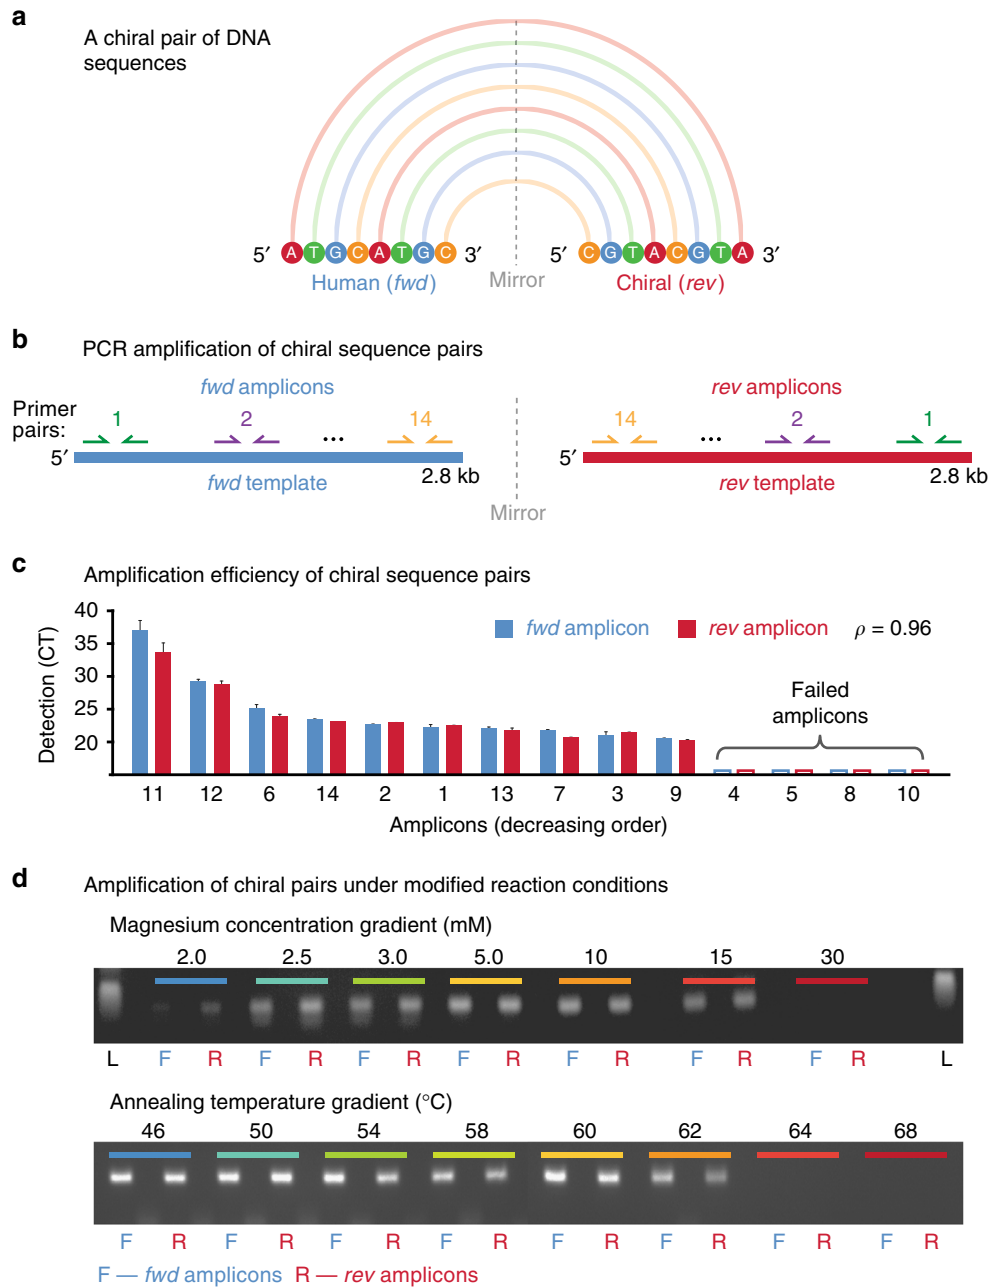 a
A chiral pair of DNA
sequences
5′ A T G C A T G C 3′ 5′ C G T A C G T A 3′
Human (fwd) Mirror Chiral (rev)
b
PCR amplification of chiral sequence pairs
fwd amplicons rev amplicons
Primer
pairs:
1 2 ... 14 14 ... 2 1
5′ 5′
fwd template 2.8 kb rev template 2.8 kb
Mirror
c
Amplification efficiency of chiral sequence pairs
Detection (CT)
40
35
30
25
20
fwd amplicon rev amplicon ρ = 0.96
Failed
amplicons
11 12 6 14 2 1 13 7 3 9 4 5 8 10
Amplicons (decreasing order)
d
Amplification of chiral pairs under modified reaction conditions
Magnesium concentration gradient (mM)
2.0 2.5 3.0 5.0 10 15 30
L F R F R F R F R F R F R F R L
Annealing temperature gradient (°C)
46 50 54 58 60 62 64 68
F R F R F R F R F R F R F R F R
F — fwd amplicons R — rev amplicons